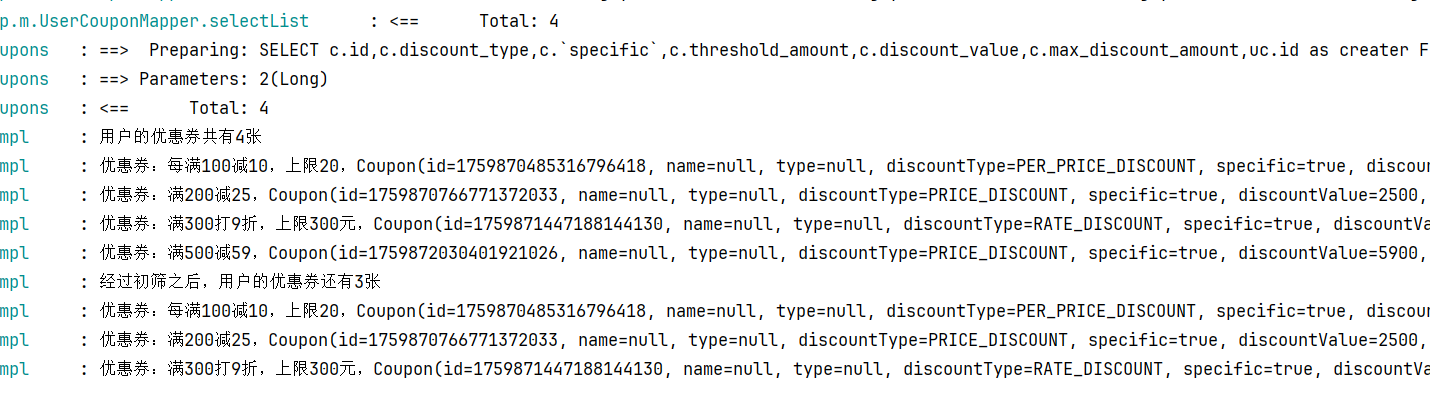 p.m.UserCouponMapper.selectList : <== Total: 4
upons : ==> Preparing: SELECT c.id,c.discount_type,c.`specific`,c.threshold_amount,c.discount_value,c.max_discount_amount,uc.id as creater F
upons : ==> Parameters: 2(Long)
upons : <== Total: 4
mpl : 用户的优惠券共有4张
mpl : 优惠券：每满100减10，上限20，Coupon(id=1759870485316796418, name=null, type=null, discountType=PER_PRICE_DISCOUNT, specific=true, discoun
mpl : 优惠券：满200减25，Coupon(id=1759870766771372033, name=null, type=null, discountType=PRICE_DISCOUNT, specific=true, discountValue=2500,
mpl : 优惠券：满300打9折，上限300元，Coupon(id=1759871447188144130, name=null, type=null, discountType=RATE_DISCOUNT, specific=true, discountVa
mpl : 优惠券：满500减59，Coupon(id=1759872030401921026, name=null, type=null, discountType=PRICE_DISCOUNT, specific=true, discountValue=5900,
mpl : 经过初筛之后，用户的优惠券还有3张
mpl : 优惠券：每满100减10，上限20，Coupon(id=1759870485316796418, name=null, type=null, discountType=PER_PRICE_DISCOUNT, specific=true, discoun
mpl : 优惠券：满200减25，Coupon(id=1759870766771372033, name=null, type=null, discountType=PRICE_DISCOUNT, specific=true, discountValue=2500,
mpl : 优惠券：满300打9折，上限300元，Coupon(id=1759871447188144130, name=null, type=null, discountType=RATE_DISCOUNT, specific=true, discountVa